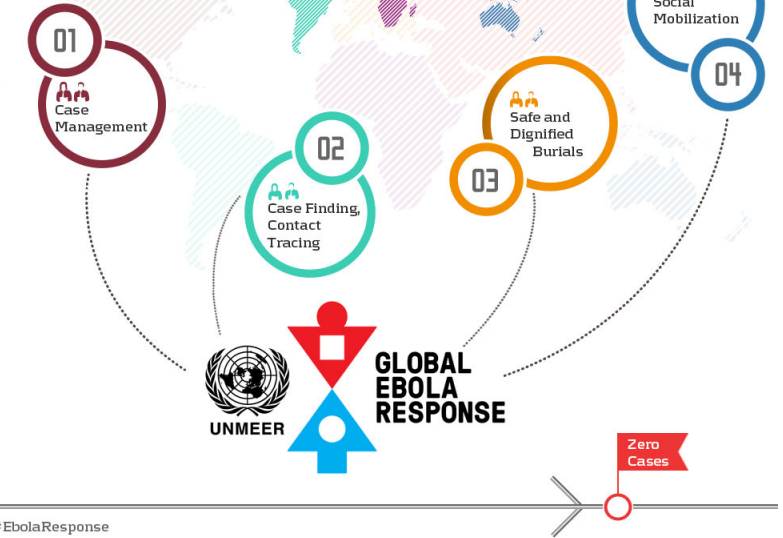 Social
Mobilization
04
01
Case
Management
02
Case Finding,
Contact
Tracing
03
Safe and
Dignified
Burials
UNMEER
GLOBAL
EBOLA
RESPONSE
Zero
Cases
#EbolaResponse